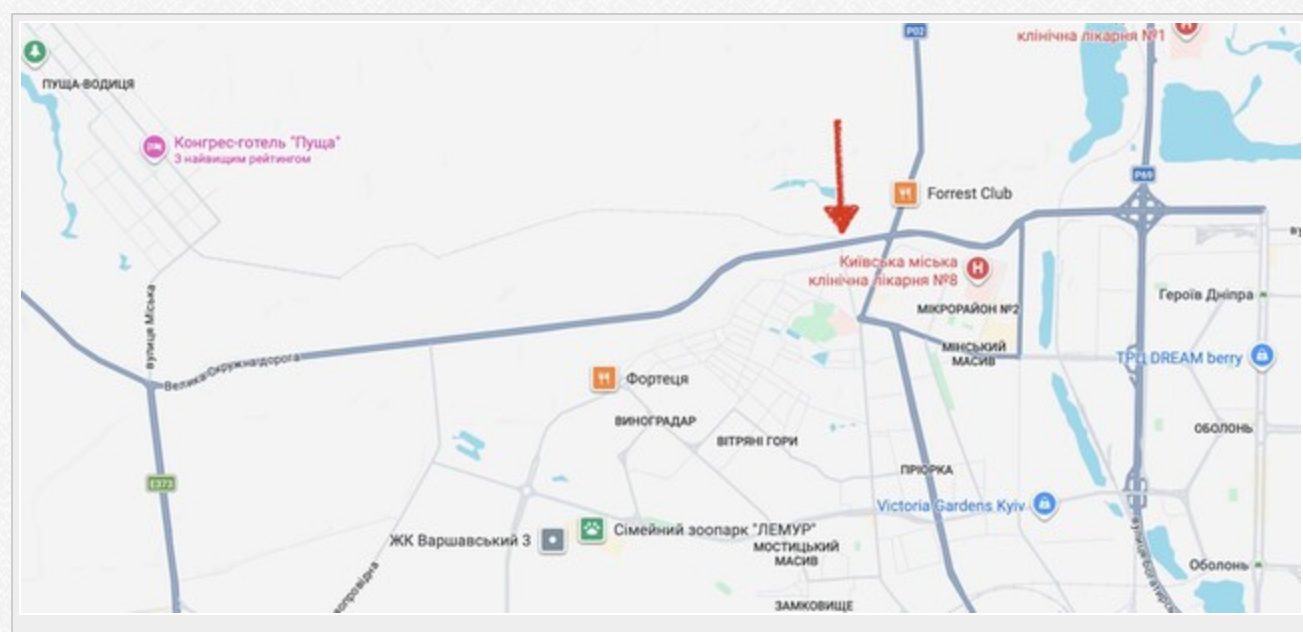 P02
клінічна лікарня №1
ПУЩА-ВОДИЦЯ
Конгрес-готель "Пуща"
З найвищим рейтингом
P69
Forrest Club
Київська міська
клінічна лікарня №8
Героїв Дніпра
МІКРОРАЙОН №2
вулиця Міська
МІНСЬКИЙ
МАСИВ
ТРЦ DREAM berry
Велика Окружна дорога
Фортеця
ВИНОГРАДАР
ВІТРЯНІ ГОРИ
ОБОЛОНЬ
ПРІОРКА
E373
Victoria Gardens Kyiv
ЖК Варшавський 3
Сімейний зоопарк "ЛЕМУР"
МОСТИЦЬКИЙ
МАСИВ
Оболонь
ЗАМКОВИЩЕ